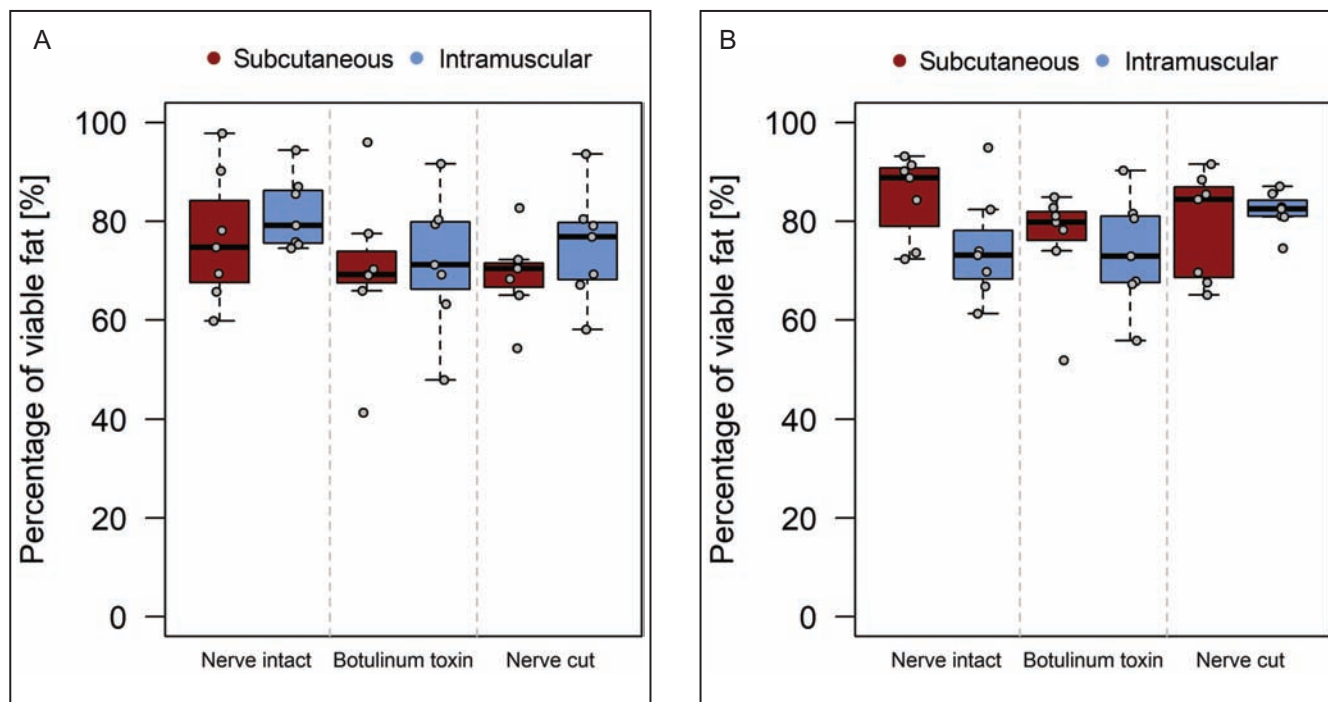 A
Subcutaneous Intramuscular
Percentage of viable fat [%]
100
80
60
40
20
0
Nerve intact Botulinum toxin Nerve cut
B
Subcutaneous Intramuscular
Percentage of viable fat [%]
100
80
60
40
20
0
Nerve intact Botulinum toxin Nerve cut